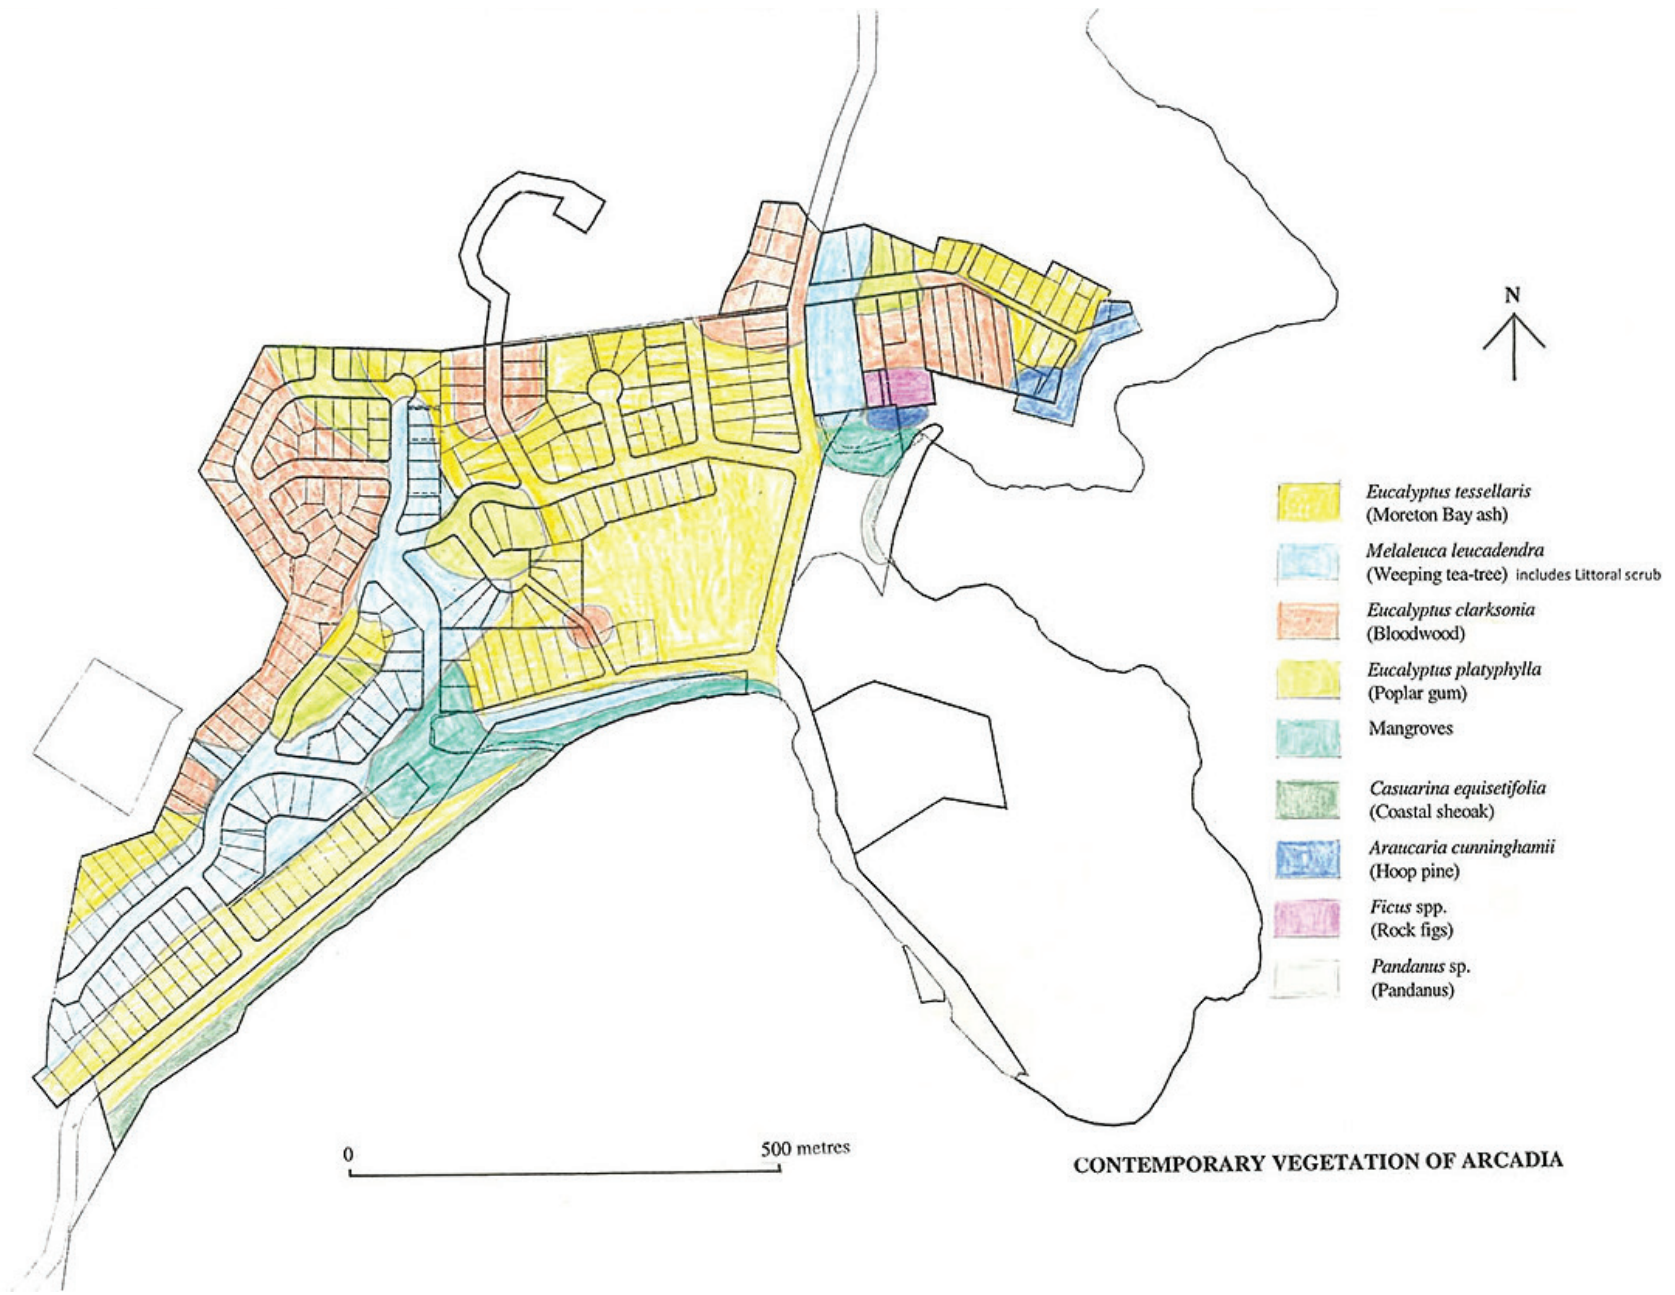 N
Eucalyptus tessellaris
(Moreton Bay ash)
Melaleuca leucadendra
(Weeping tea-tree) includes Littoral scrub
Eucalyptus clarksonia
(Bloodwood)
Eucalyptus platyphylla
(Poplar gum)
Mangroves
Casuarina equisetifolia
(Coastal sheoak)
Araucaria cunninghamii
(Hoop pine)
Ficus spp.
(Rock figs)
Pandanus sp.
(Pandanus)
0 500 metres
CONTEMPORARY VEGETATION OF ARCADIA